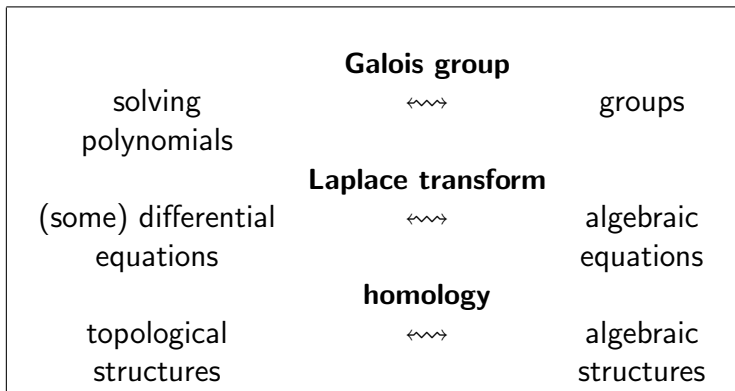 Galois group
solving ↭ groups
polynomials
Laplace transform
(some) differential ↭ algebraic
equations equations
homology
topological ↭ algebraic
structures structures